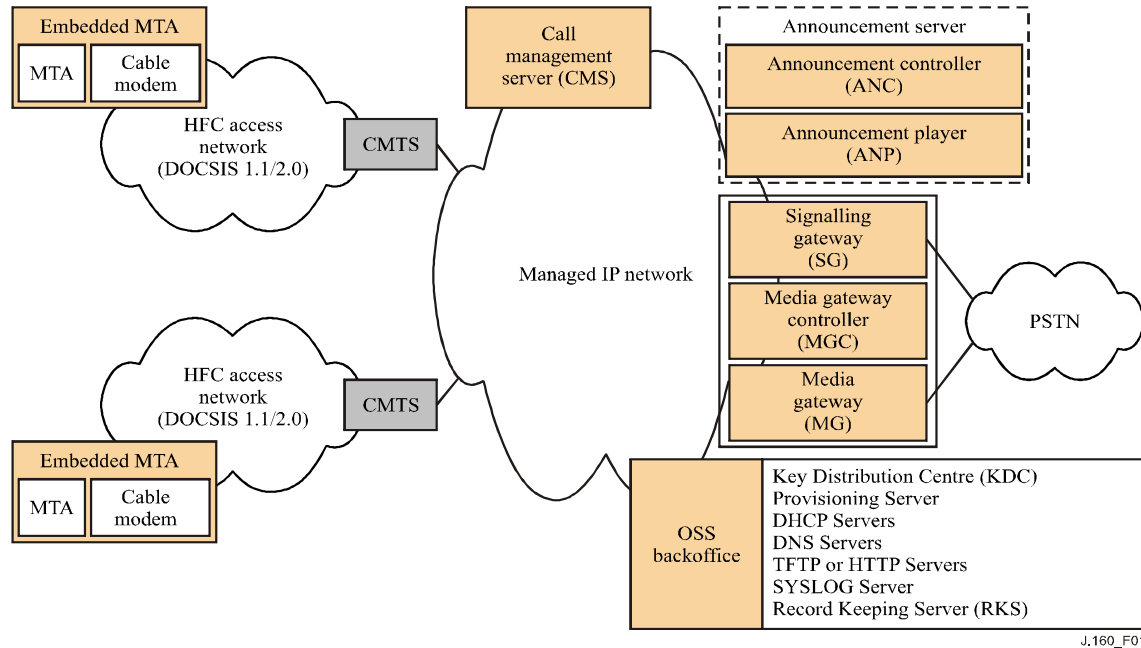 Embedded MTA
MTA
Cable
modem
HFC access
network
(DOCSIS 1.1/2.0)
CMTS
Call
management
server (CMS)
Announcement server
Announcement controller
(ANC)
Announcement player
(ANP)
Signalling
gateway
(SG)
Managed IP network
Media gateway
controller
(MGC)
PSTN
Media
gateway
(MG)
HFC access
network
(DOCSIS 1.1/2.0)
CMTS
Embedded MTA
MTA
Cable
modem
OSS
backoffice
Key Distribution Centre (KDC)
Provisioning Server
DHCP Servers
DNS Servers
TFTP or HTTP Servers
SYSLOG Server
Record Keeping Server (RKS)
J.160_F01